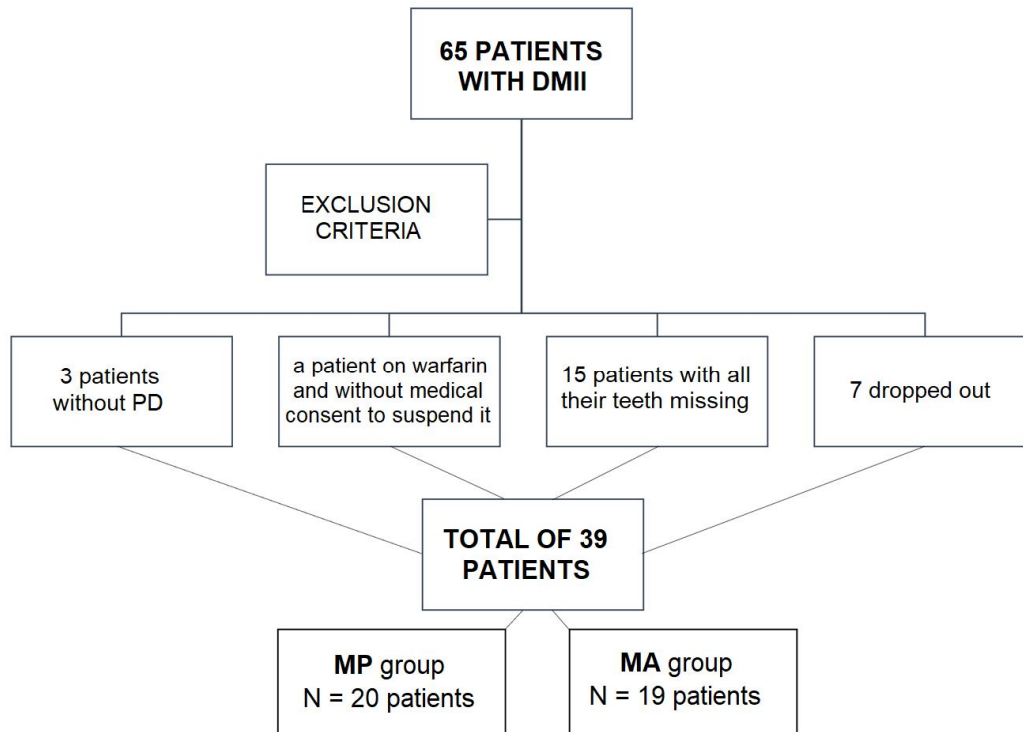 65 PATIENTS
WITH DMII
EXCLUSION
CRITERIA
3 patients
without PD
a patient on warfarin
and without medical
consent to suspend it
15 patients with all
their teeth missing
7 dropped out
TOTAL OF 39
PATIENTS
MP group
N = 20 patients
MA group
N = 19 patients